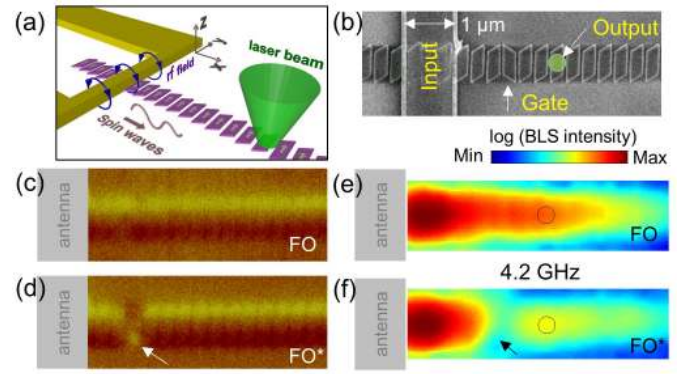 (a)
z
y
x
rf field
laser beam
Spin waves
(b)
1 μm
Output
Input
Gate
log (BLS intensity)
Min
Max
(c)
antenna
FO
(e)
antenna
FO
4.2 GHz
(d)
antenna
FO*
(f)
antenna
FO*